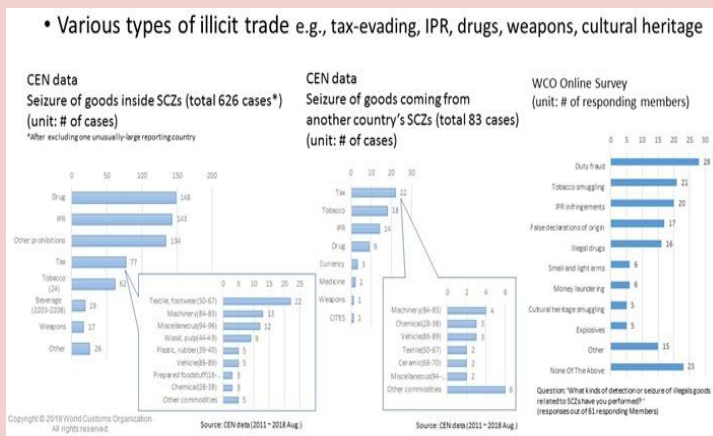 • Various types of illicit trade e.g., tax-evading, IPR, drugs, weapons, cultural heritage
CEN data
Seizure of goods inside SCZs (total 626 cases*)
(unit: # of cases)
*After excluding one unusually-large reporting country
0 50 100 150 200
Drug 148
IPR 143
Other prohibitions 134
Tax 77
Tobacco (24) 62
Beverage (2203-2208) 19
Weapons 17
Other 26
0 5 10 15 20 25
Textile, footwear(50-67) 22
Machinery(84-85) 13
Miscellaneous(94-96) 12
Wood, pulp(44-49) 9
Plastic, rubber(39-40) 5
Vehicle(86-89) 5
Prepared foodstuff(16-... 3
Chemical(28-38) 3
Other commodities 5
Source: CEN data (2011 ~ 2018 Aug.)
CEN data
Seizure of goods coming from
another country's SCZs (total 83 cases)
(unit: # of cases)
0 10 20 30
Tax 22
Tobacco 18
IPR 14
Drug 9
Currency 3
Medicine 2
Weapons 1
CITES 1
0 2 4 6
Machinery(84-85) 4
Chemical(28-38) 3
Vehicle(86-89) 3
Textile(50-67) 2
Ceramic(68-70) 2
Miscellaneous(94-... 2
Other commodities 6
Source: CEN data (2011 ~ 2018 Aug.)
WCO Online Survey
(unit: # of responding members)
0 5 10 15 20 25 30
Duty fraud 28
Tobacco smuggling 21
IPR infringements 20
False declarations of origin 17
Illegal drugs 16
Small and light arms 6
Money laundering 6
Cultural heritage smuggling 5
Explosives 5
Other 15
None Of The Above 23
Question: "What kinds of detection or seizure of illegal goods
related to SCZs have you performed?"
(responses out of 61 responding Members)
Copyright © 2019 World Customs Organization.
All rights reserved